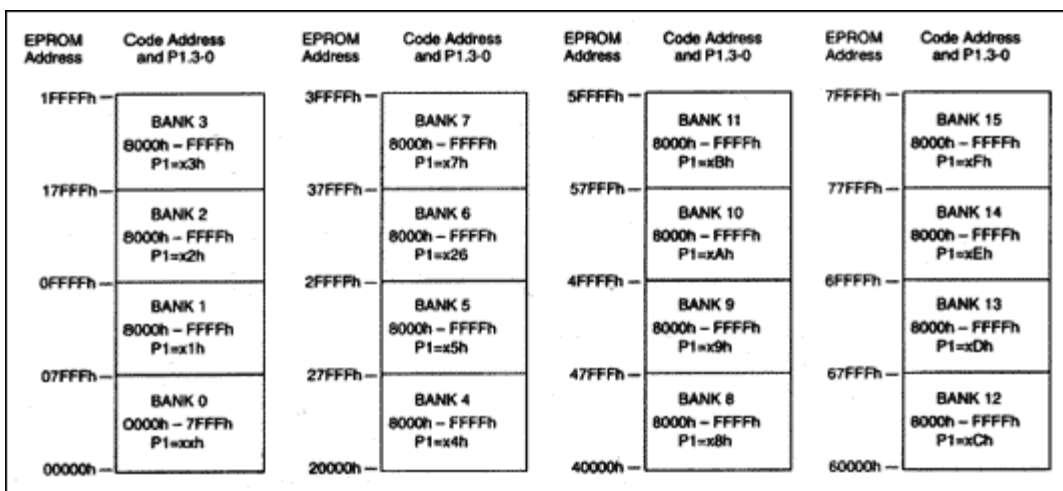 EPROM Address
Code Address and P1.3-0
1FFFFh
BANK 3
8000h – FFFFh
P1=x3h
17FFFh
BANK 2
8000h – FFFFh
P1=x2h
0FFFFh
BANK 1
8000h – FFFFh
P1=x1h
07FFFh
BANK 0
0000h – 7FFFh
P1=xxh
00000h
EPROM Address
Code Address and P1.3-0
3FFFFh
BANK 7
8000h – FFFFh
P1=x7h
37FFFh
BANK 6
8000h – FFFFh
P1=x26
2FFFFh
BANK 5
8000h – FFFFh
P1=x5h
27FFFh
BANK 4
8000h – FFFFh
P1=x4h
20000h
EPROM Address
Code Address and P1.3-0
5FFFFh
BANK 11
8000h – FFFFh
P1=xBh
57FFFh
BANK 10
8000h – FFFFh
P1=xAh
4FFFFh
BANK 9
8000h – FFFFh
P1=x9h
47FFFh
BANK 8
8000h – FFFFh
P1=x8h
40000h
EPROM Address
Code Address and P1.3-0
7FFFFh
BANK 15
8000h – FFFFh
P1=xFh
77FFFh
BANK 14
8000h – FFFFh
P1=xEh
6FFFFh
BANK 13
8000h – FFFFh
P1=xDh
67FFFh
BANK 12
8000h – FFFFh
P1=xCh
60000h